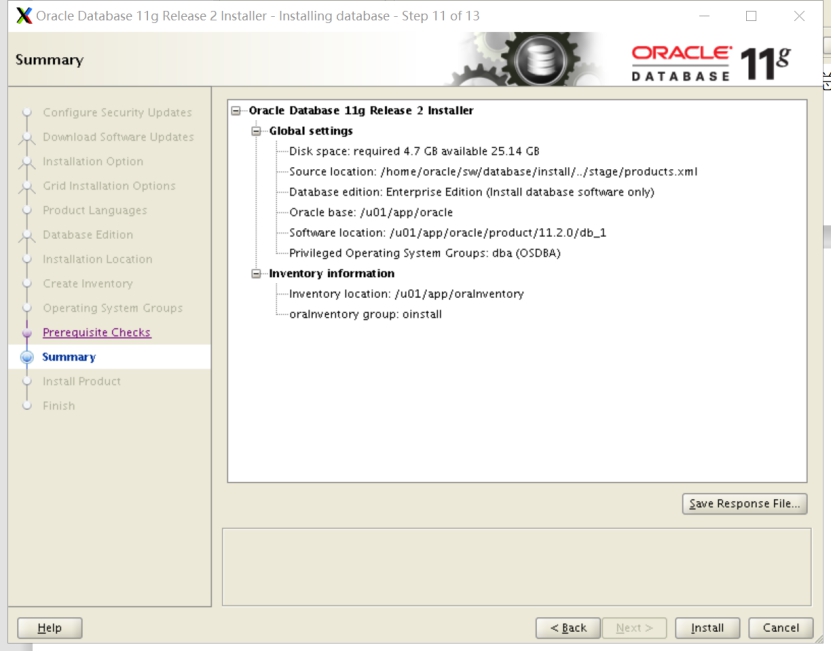 Oracle Database 11g Release 2 Installer - Installing database - Step 11 of 13
Summary
ORACLE 11g
DATABASE
Configure Security Updates
Download Software Updates
Installation Option
Grid Installation Options
Product Languages
Database Edition
Installation Location
Create Inventory
Operating System Groups
Prerequisite Checks
Summary
Install Product
Finish
Oracle Database 11g Release 2 Installer
Global settings
Disk space: required 4.7 GB available 25.14 GB
Source location: /home/oracle/sw/database/install/../stage/products.xml
Database edition: Enterprise Edition (Install database software only)
Oracle base: /u01/app/oracle
Software location: /u01/app/oracle/product/11.2.0/db_1
Privileged Operating System Groups: dba (OSDBA)
Inventory information
Inventory location: /u01/app/oraInventory
oraInventory group: oinstall
Save Response File...
Help
< Back
Next >
Install
Cancel